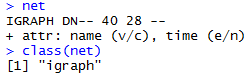 > net
IGRAPH DN-- 40 28 --
+ attr: name (v/c), time (e/n)
> class(net)
[1] "igraph"